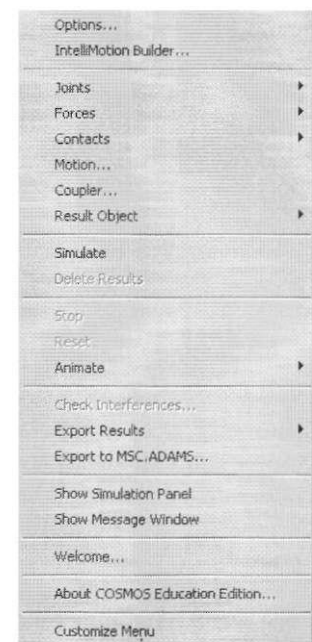 Options...
IntelliMotion Builder...
Joints
Forces
Contacts
Motion...
Coupler...
Result Object
Simulate
Delete Results
Stop
Reset
Animate
Check Interferences...
Export Results
Export to MSC.ADAMS...
Show Simulation Panel
Show Message Window
Welcome...
About COSMOS Education Edition...
Customize Menu